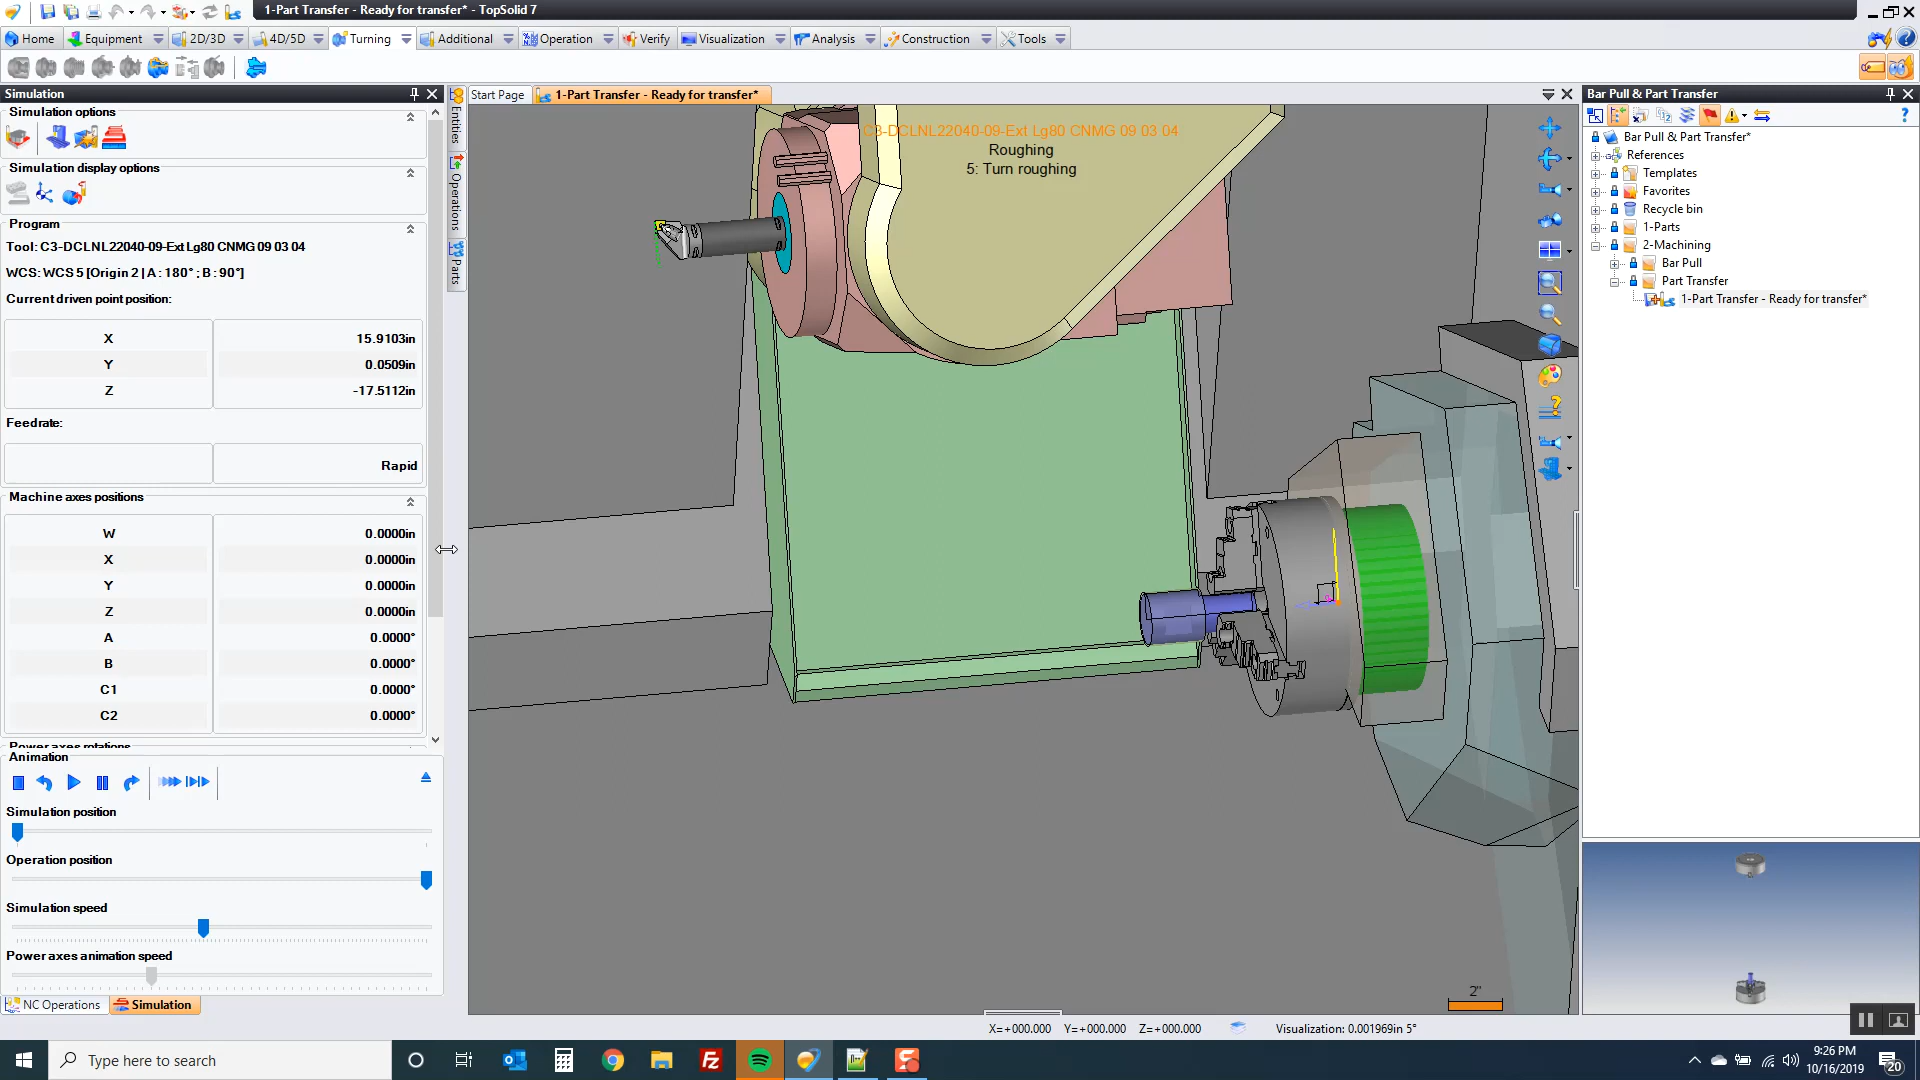 1-Part Transfer - Ready for transfer* - TopSolid 7
Home
Equipment
2D/3D
4D/5D
Turning
Additional
Operation
Verify
Visualization
Analysis
Construction
Tools
Simulation
Simulation options
Simulation display options
Program
Tool: C3-DCLNL22040-09-Ext Lg80 CNMG 09 03 04
WCS: WCS 5 [Origin 2 | A : 180° ; B : 90°]
Current driven point position:
X 15.9103in
Y 0.0509in
Z -17.5112in
Feedrate:
Rapid
Machine axes positions
W 0.0000in
X 0.0000in
Y 0.0000in
Z 0.0000in
A 0.0000°
B 0.0000°
C1 0.0000°
C2 0.0000°
Power axes rotations
Animation
Simulation position
Operation position
Simulation speed
Power axes animation speed
NC Operations
Simulation
Entities
Operations
Parts
Start Page
1-Part Transfer - Ready for transfer*
C3-DCLNL22040-09-Ext Lg80 CNMG 09 03 04
Roughing
5: Turn roughing
2"
X=+000.000 Y=+000.000 Z=+000.000
Visualization: 0.001969in 5°
Bar Pull & Part Transfer
Bar Pull & Part Transfer*
References
Templates
Favorites
Recycle bin
1-Parts
2-Machining
Bar Pull
Part Transfer
1-Part Transfer - Ready for transfer*
Type here to search
9:26 PM
10/16/2019
20